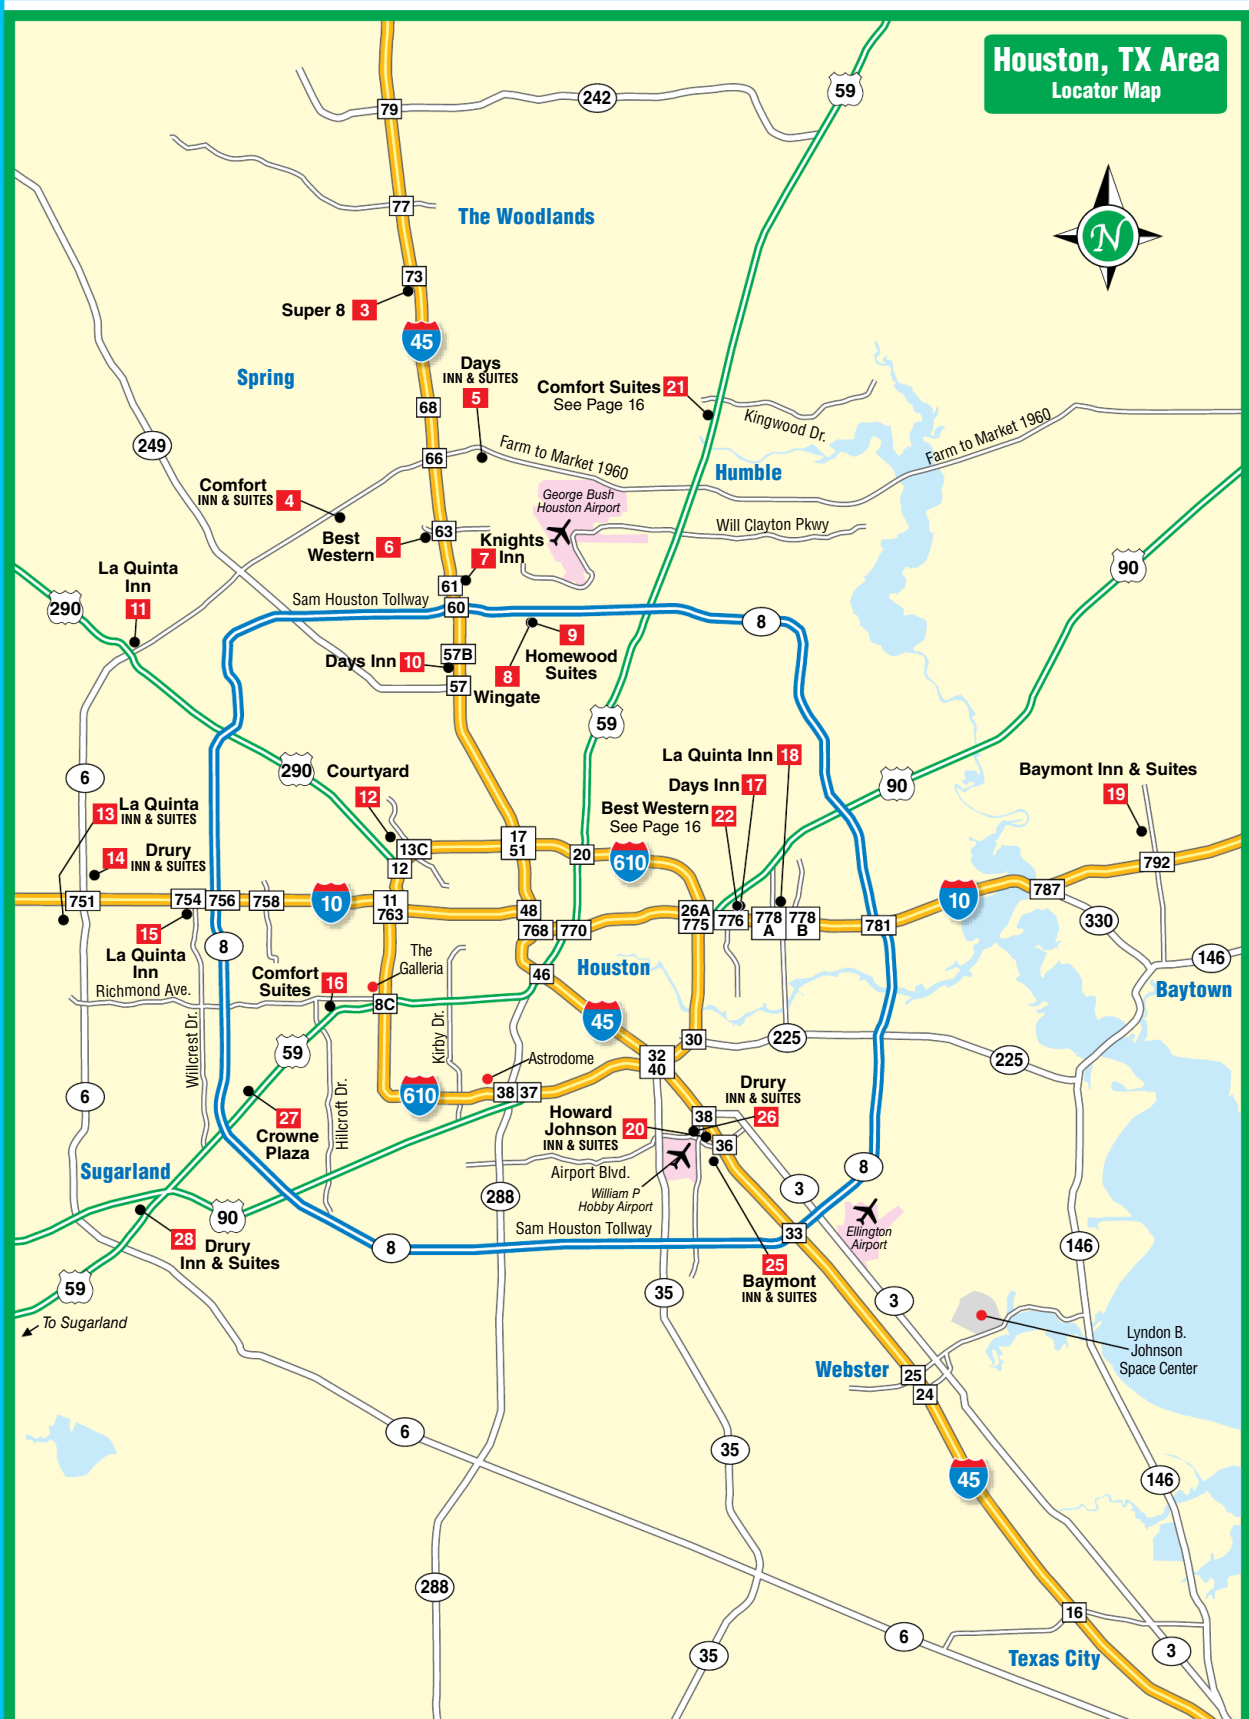 Houston, TX Area
Locator Map
59
242
79
77
The Woodlands
N
73
Super 8 3
45
Spring
Days
INN & SUITES
5
Comfort Suites 21
See Page 16
68
Kingwood Dr.
Farm to Market 1960
249
66
Farm to Market 1960
Humble
Comfort
INN & SUITES 4
George Bush
Houston Airport
63
Will Clayton Pkwy
Best
Western 6
Knights
7 Inn
90
La Quinta
Inn
11
61
290
Sam Houston Tollway
60
8
9
Homewood
Suites
57B
Days Inn 10
8
Wingate
57
59
290
6
Courtyard
12
La Quinta Inn 18
Days Inn 17
Best Western 22
See Page 16
90
Baymont Inn & Suites
19
13 La Quinta
INN & SUITES
14 Drury
INN & SUITES
13C
12
17
51
20
610
792
751
754
756
758
10
11
763
48
768
770
26A
775
776
778
A
778
B
781
10
787
330
15
La Quinta
Inn
8
The
Galleria
46
Houston
146
Baytown
Comfort
Suites 16
Richmond Ave.
8C
45
Willcrest Dr.
59
Kirby Dr.
30
225
225
32
40
Astrodome
6
610
38
37
Hillcroft Dr.
27
Crowne
Plaza
Howard
Johnson
INN & SUITES
20
Drury
INN & SUITES
26
38
36
Airport Blvd.
Sugarland
William P
Hobby Airport
288
3
8
90
28 Drury
Inn & Suites
8
Sam Houston Tollway
33
Ellington
Airport
146
25
Baymont
INN & SUITES
59
35
3
To Sugarland
Lyndon B.
Johnson
Space Center
Webster
25
24
6
35
45
146
288
16
6
3
35
Texas City